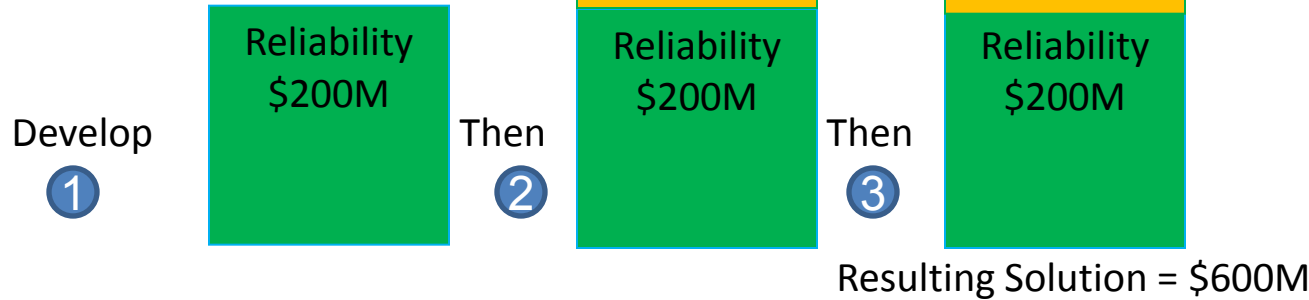 Develop
1
Reliability
$200M
Then
2
Reliability
$200M
Then
3
Reliability
$200M
Resulting Solution = $600M